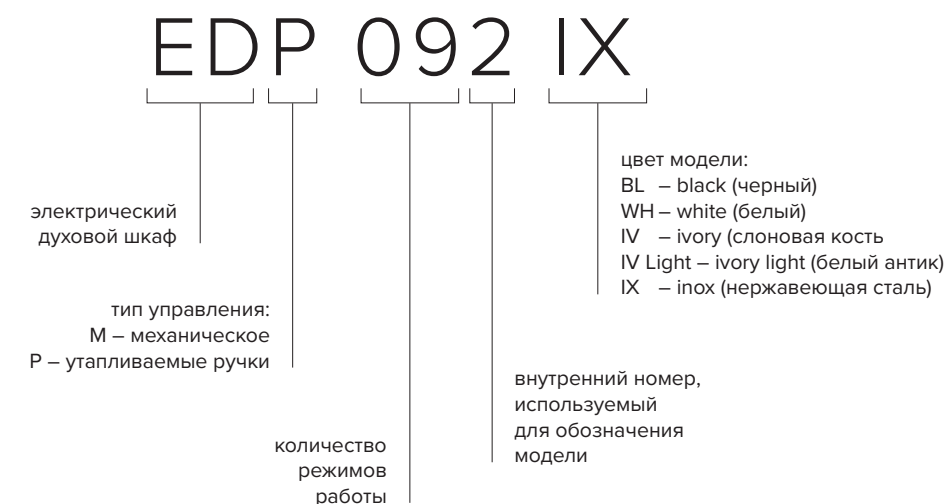 EDP 092 IX
электрический
духовой шкаф
тип управления:
M – механическое
P – утапливаемые ручки
количество
режимов
работы
внутренний номер,
используемый
для обозначения
модели
цвет модели:
BL – black (черный)
WH – white (белый)
IV – ivory (слоновая кость
IV Light – ivory light (белый антик)
IX – inox (нержавеющая сталь)